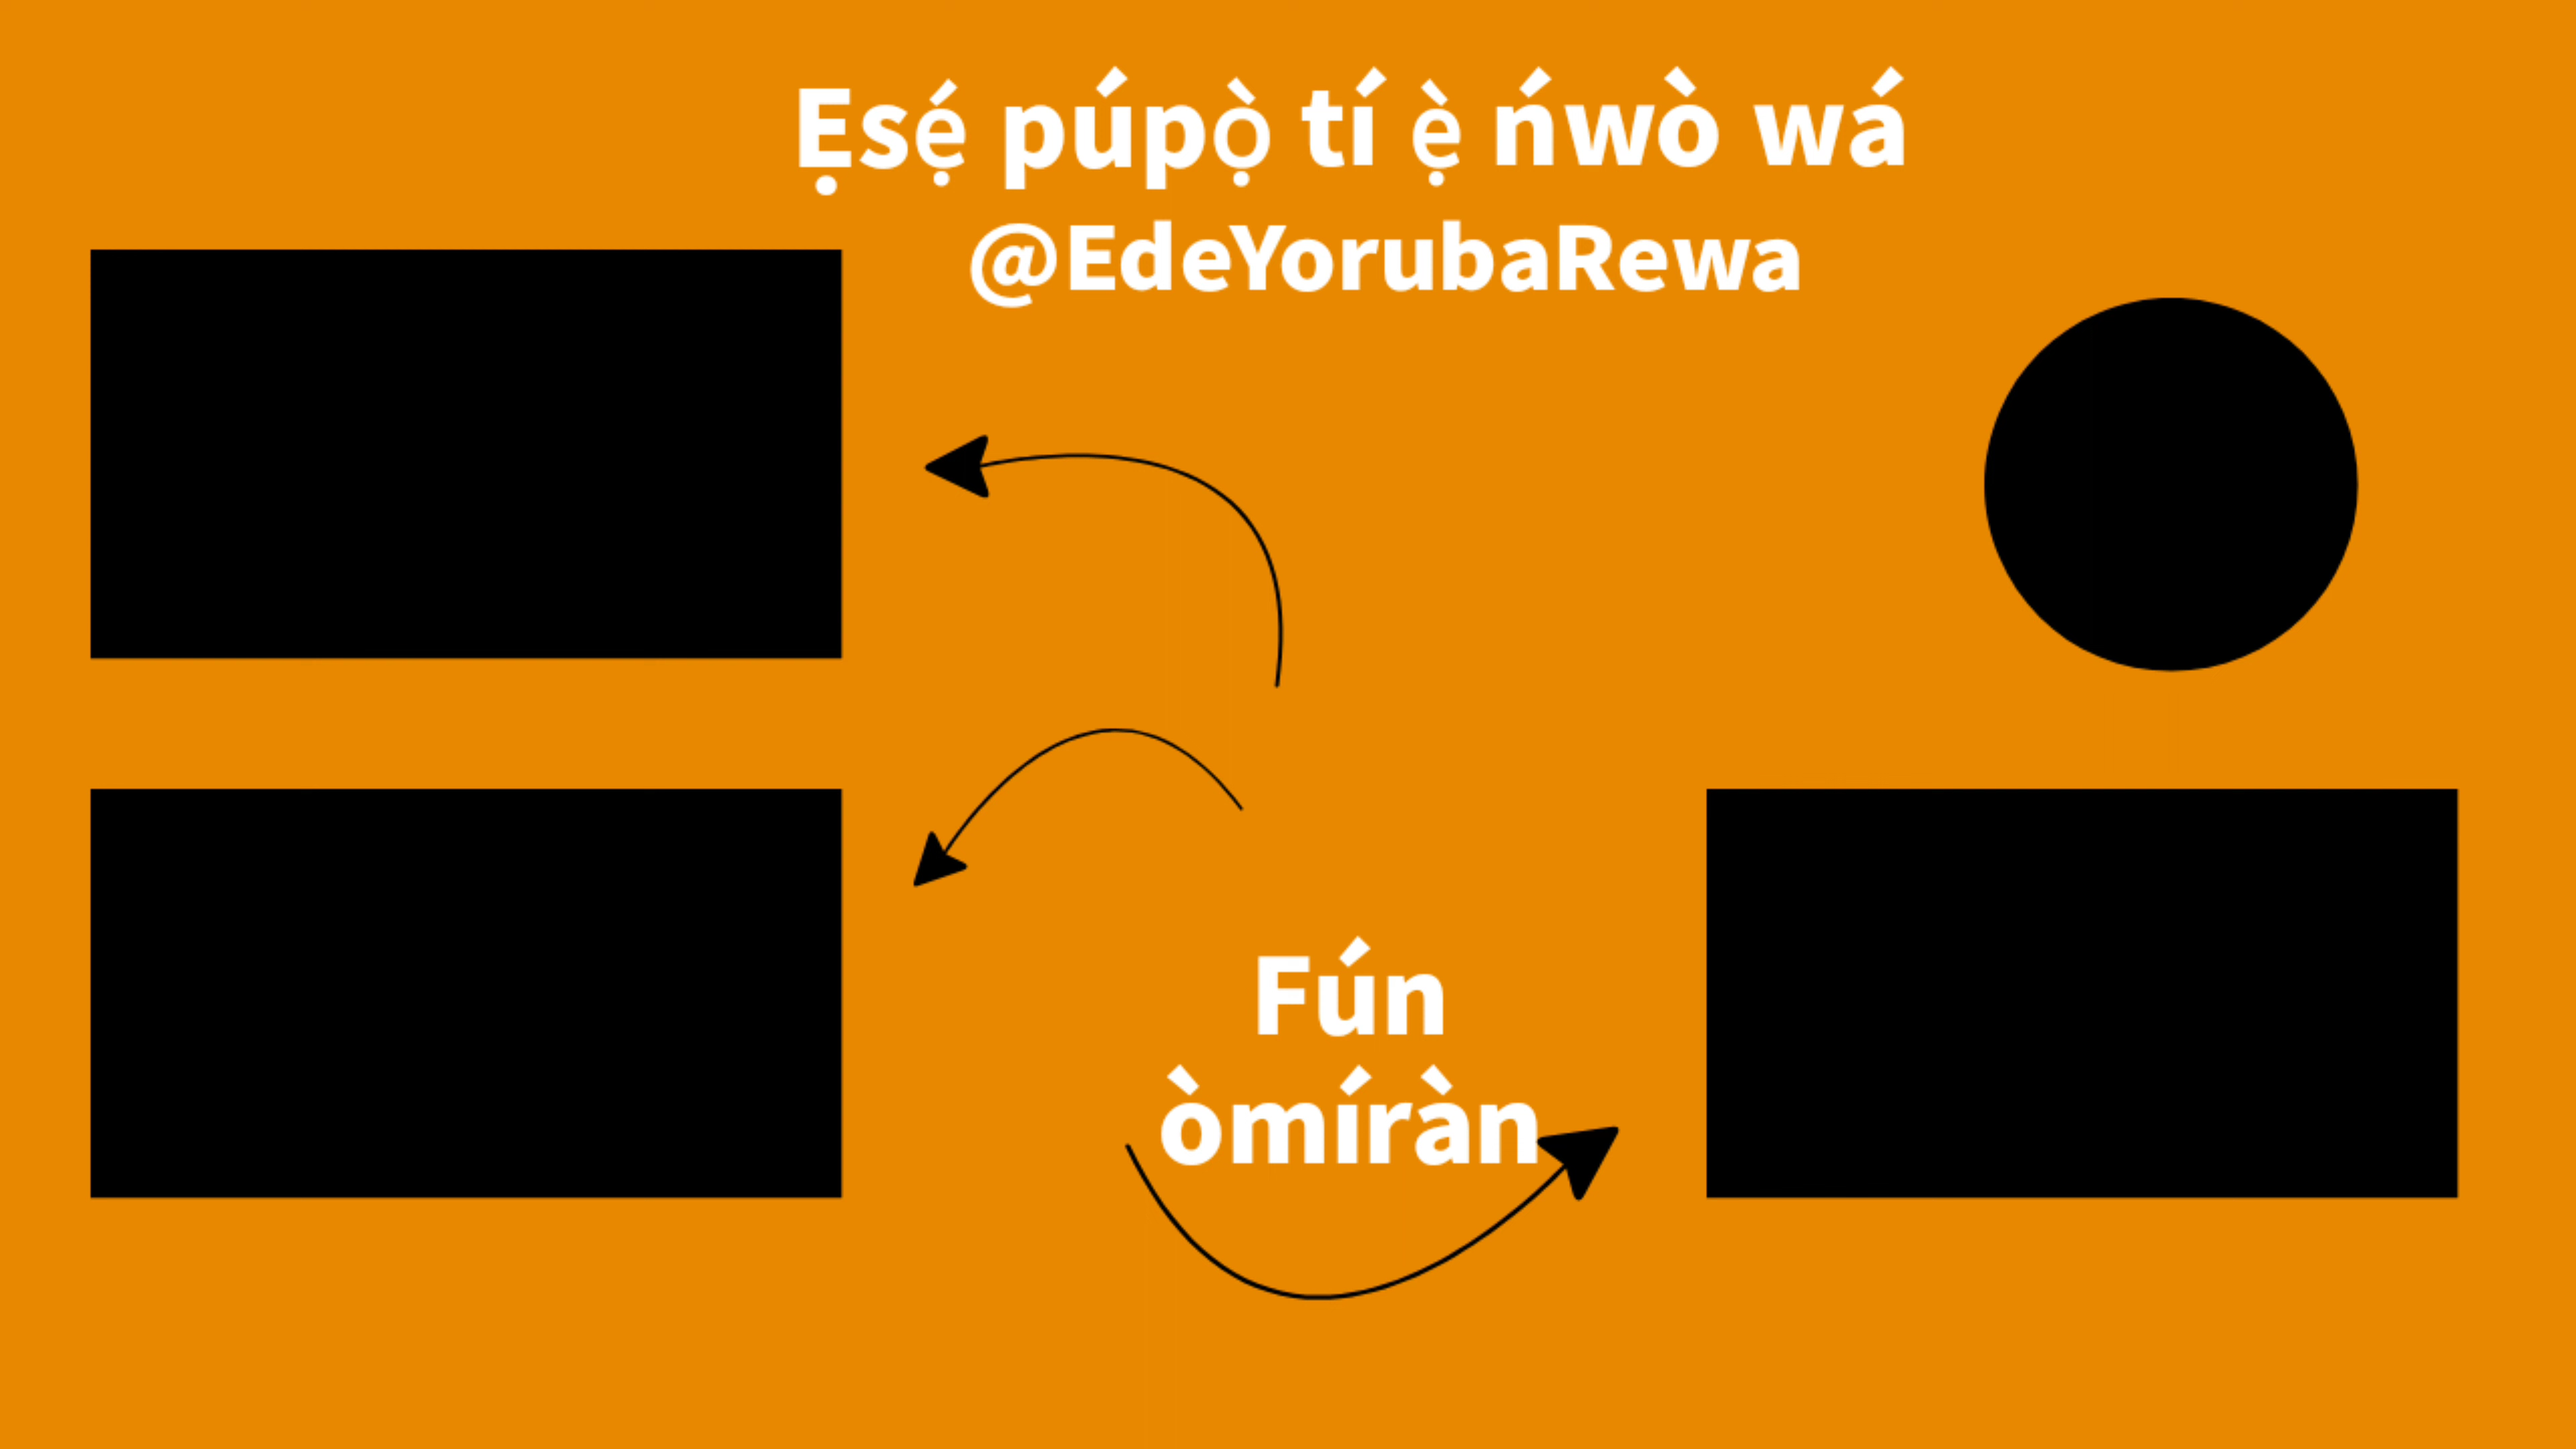 Ẹsẹ́ púpọ̀ tí ẹ̀ ńwò wá
@EdeYorubaRewa
Fún
òmíràn